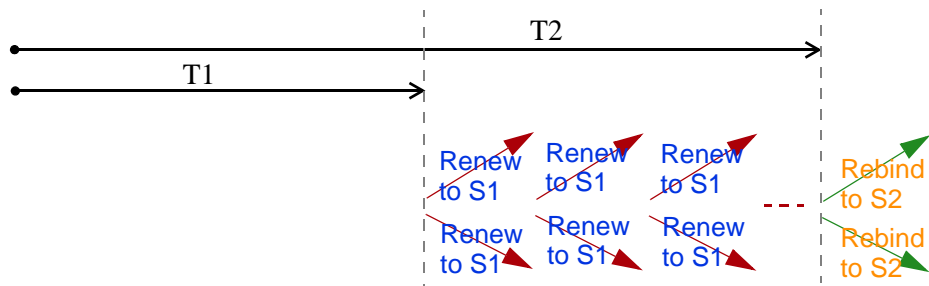 T2
T1
Renew
to S1
Renew
to S1
Renew
to S1
Rebind
to S2
Renew
to S1
Renew
to S1
Renew
to S1
Rebind
to S2